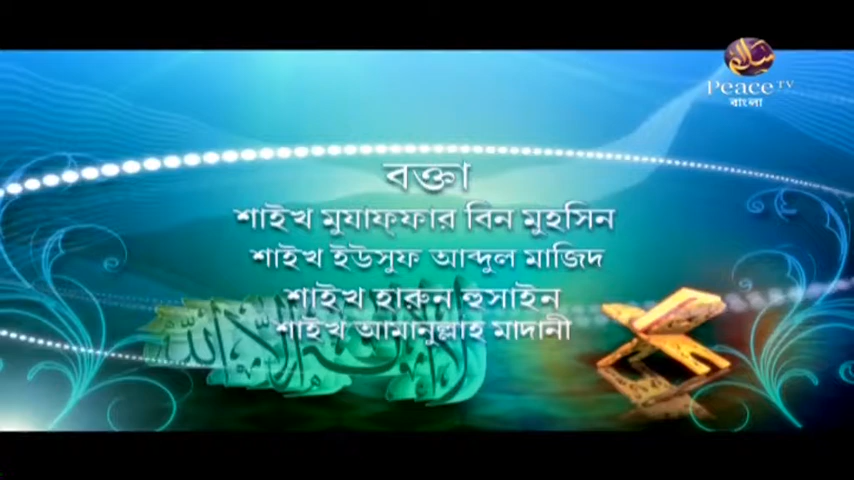 Peace TV
বাংলা
বক্তা
শাইখ মুযাফ্ফার বিন মুহসিন
শাইখ ইউসুফ আব্দুল মাজিদ
শাইখ হারুন হুসাইন
শাইখ আমানুল্লাহ মাদানী